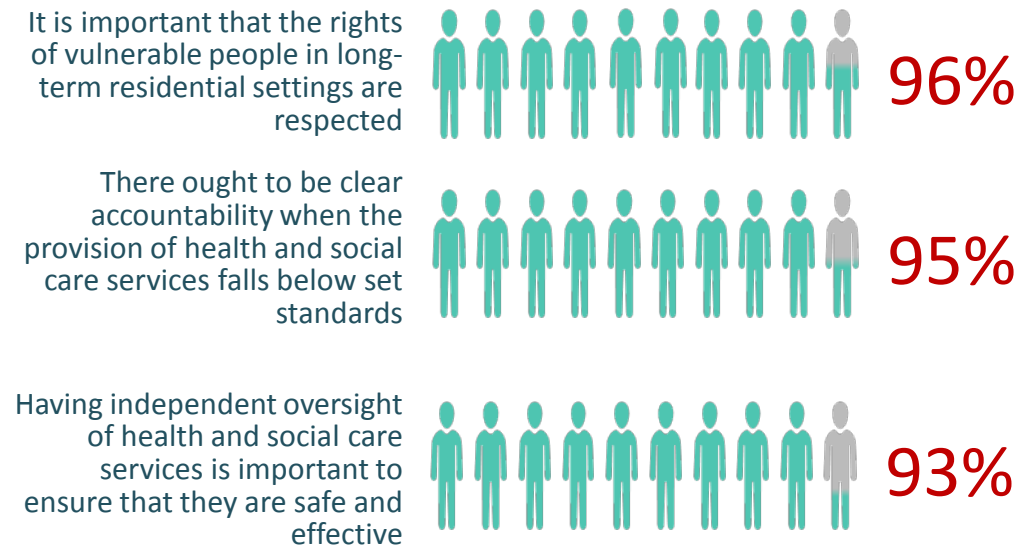 It is important that the rights
of vulnerable people in long-
term residential settings are
respected
96%
There ought to be clear
accountability when the
provision of health and social
care services falls below set
standards
95%
Having independent oversight
of health and social care
services is important to
ensure that they are safe and
effective
93%